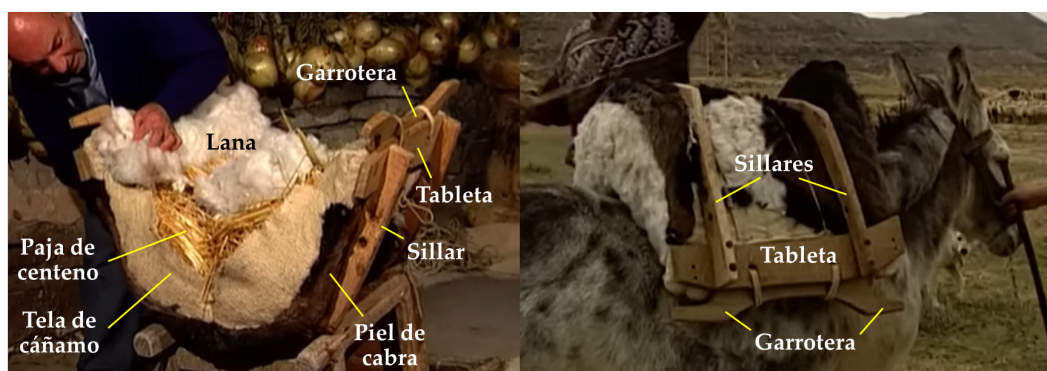 Garrotera
Lana
Tableta
Paja de
centeno
Sillar
Tela de
cáñamo
Piel de
cabra
Sillares
Tableta
Garrotera